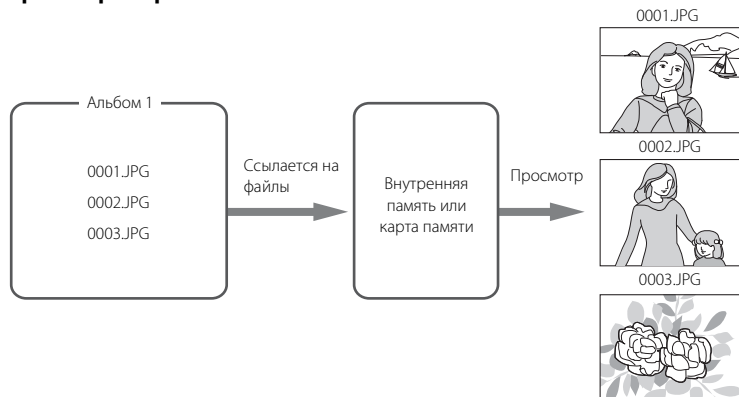 0001.JPG
Альбом 1
0001.JPG
0002.JPG
0003.JPG
Ссылается на
файлы
Внутренняя
память или
карта памяти
Просмотр
0002.JPG
0003.JPG